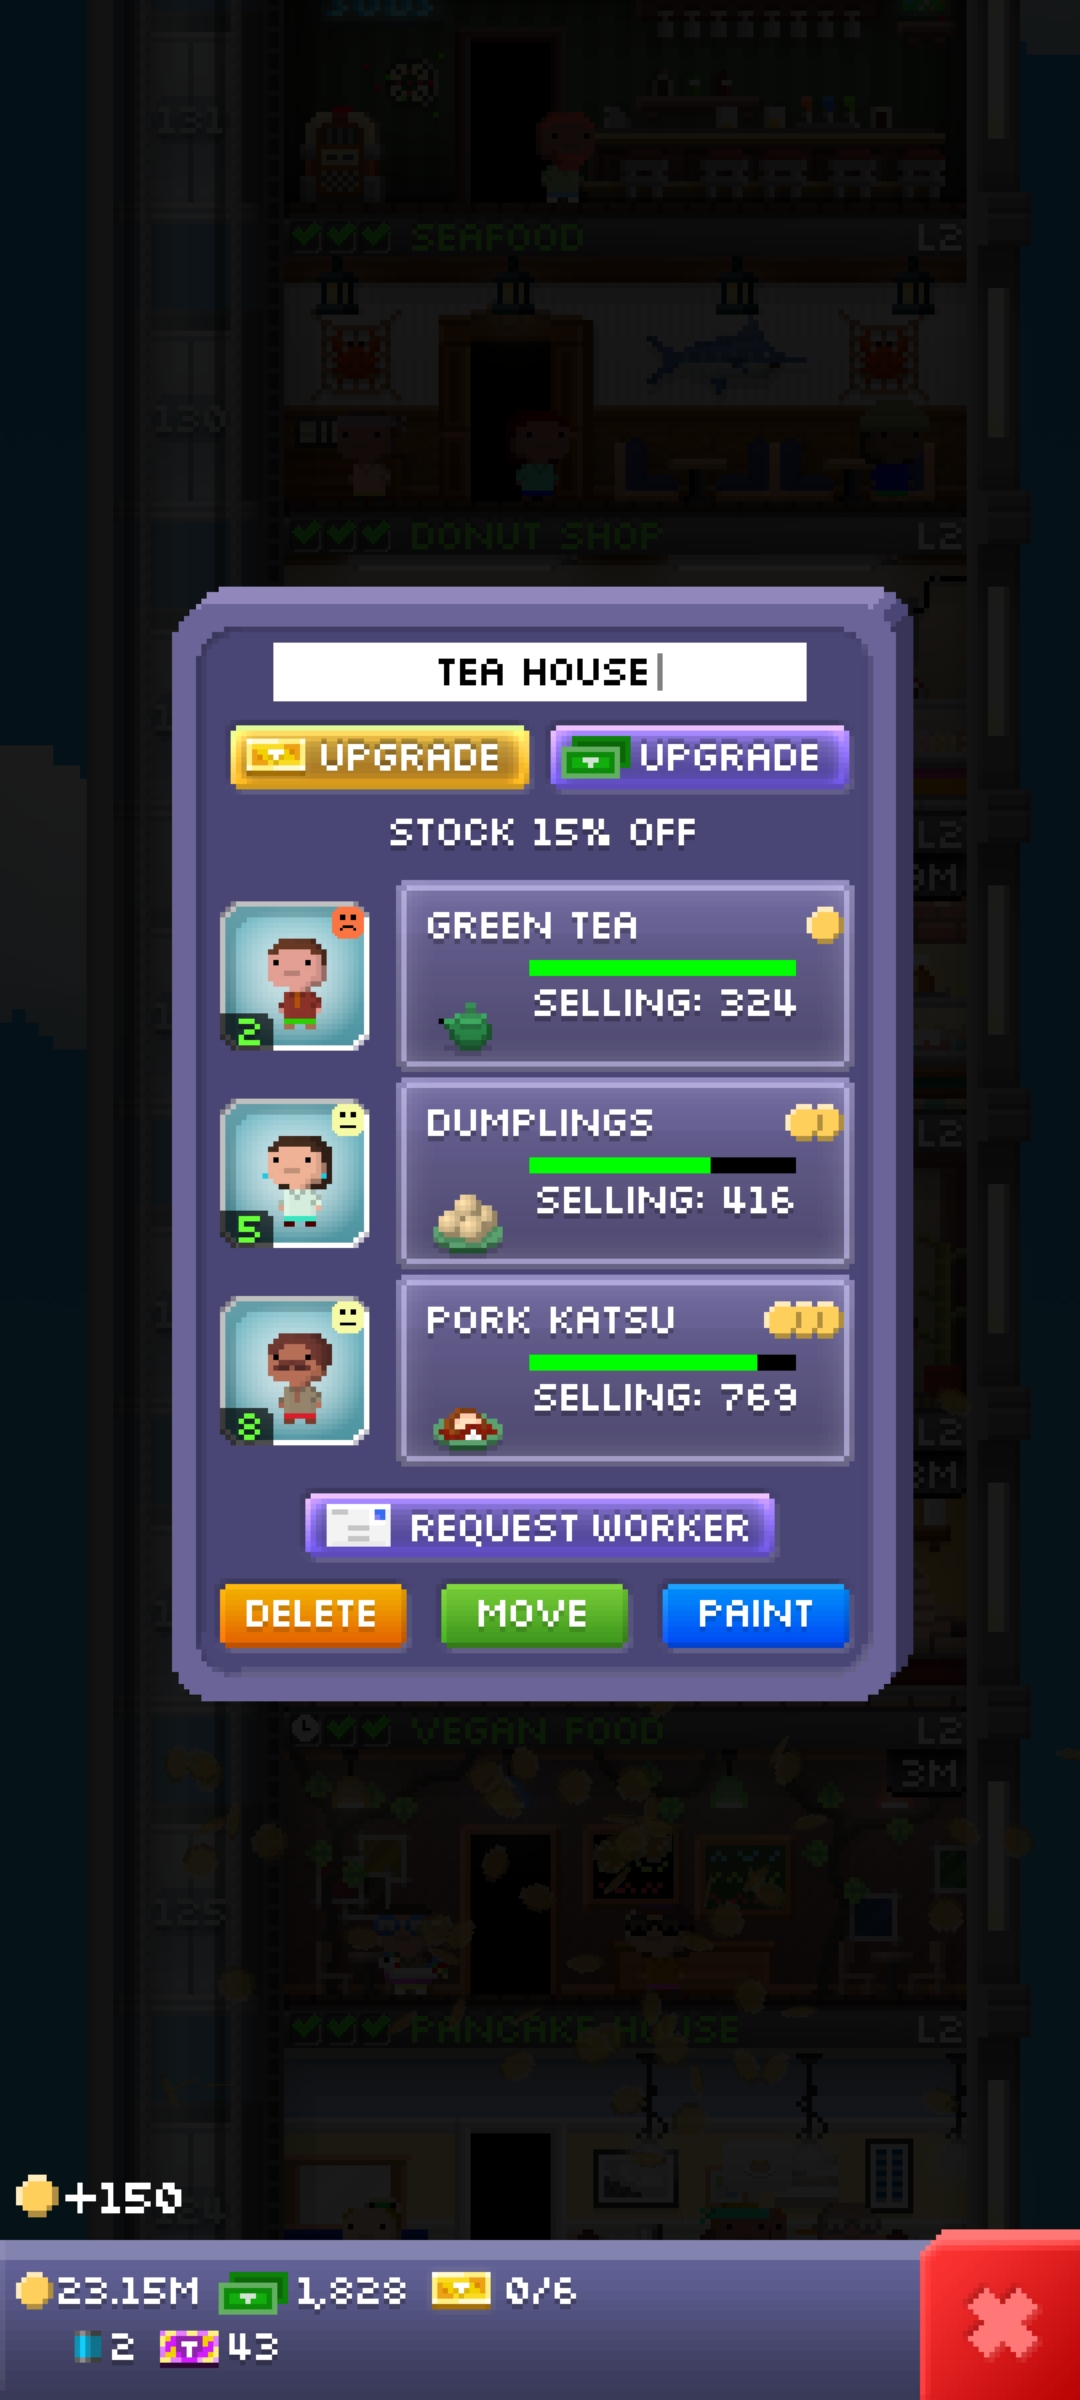 131
SEAFOOD L2
130
DONUT SHOP L2
TEA HOUSE
UPGRADE UPGRADE
STOCK 15% OFF
L2
GREEN TEA
SELLING: 324
2
DUMPLINGS
L2
SELLING: 416
5
PORK KATSU
SELLING: 769
L2
8
REQUEST WORKER
DELETE MOVE PAINT
VEGAN FOOD L2
3M
125
PANCAKE HOUSE L2
+150
23.15M 1,828 0/6
2 43